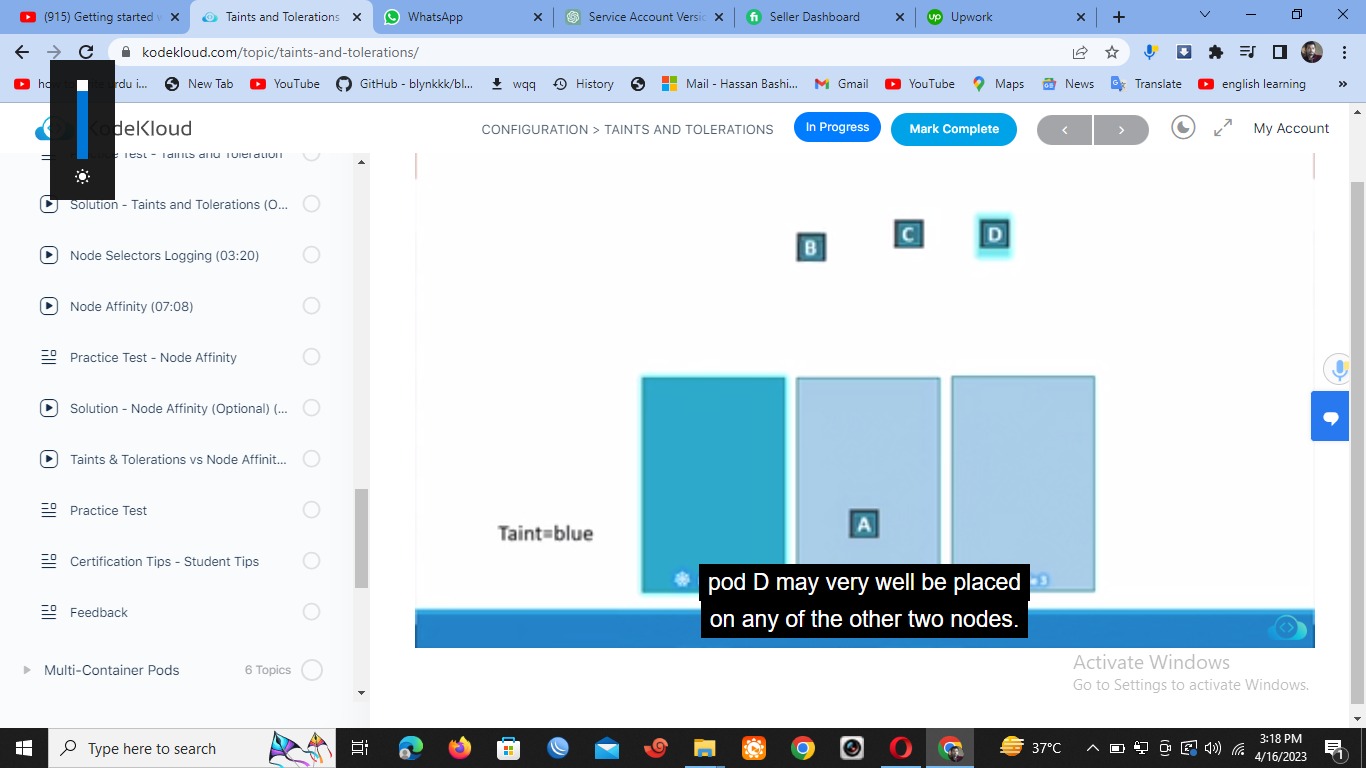 (915) Getting started w
Taints and Tolerations
WhatsApp
Service Account Versio
Seller Dashboard
Upwork
kodekloud.com/topic/taints-and-tolerations/
New Tab
YouTube
GitHub - blynkkk/bl...
wqq
History
Mail - Hassan Bashi...
Gmail
YouTube
Maps
News
Translate
english learning
KodeKloud
CONFIGURATION > TAINTS AND TOLERATIONS
In Progress
Mark Complete
My Account
Practice Test - Taints and Toleration
Solution - Taints and Tolerations (O...
Node Selectors Logging (03:20)
Node Affinity (07:08)
Practice Test - Node Affinity
Solution - Node Affinity (Optional) (...
Taints & Tolerations vs Node Affinit...
Practice Test
Certification Tips - Student Tips
Feedback
Multi-Container Pods
6 Topics
B
C
D
A
Taint=blue
3
pod D may very well be placed
on any of the other two nodes.
Activate Windows
Go to Settings to activate Windows.
Type here to search
37°C
3:18 PM
4/16/2023
1